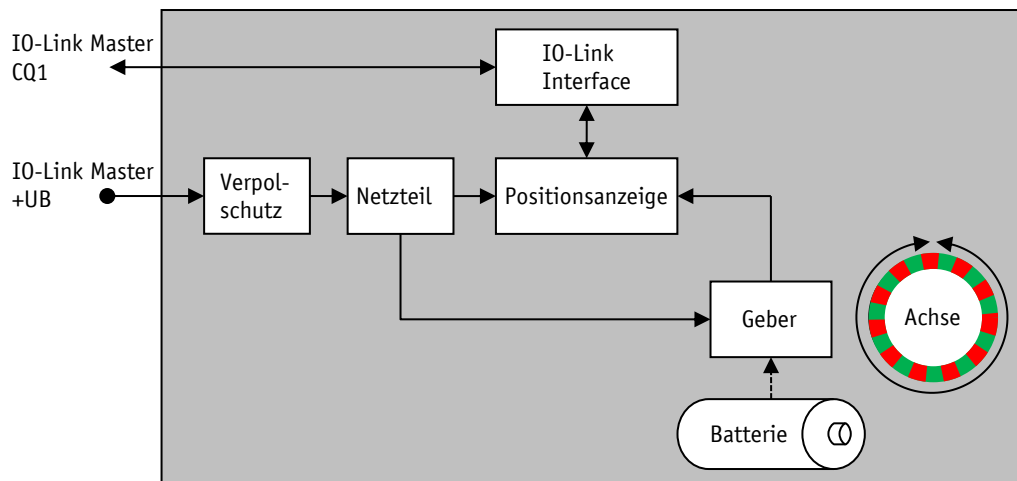 IO-Link Master
CQ1
IO-Link
Interface
IO-Link Master
+UB
Verpol-
schutz
Netzteil
Positionsanzeige
Geber
Achse
Batterie